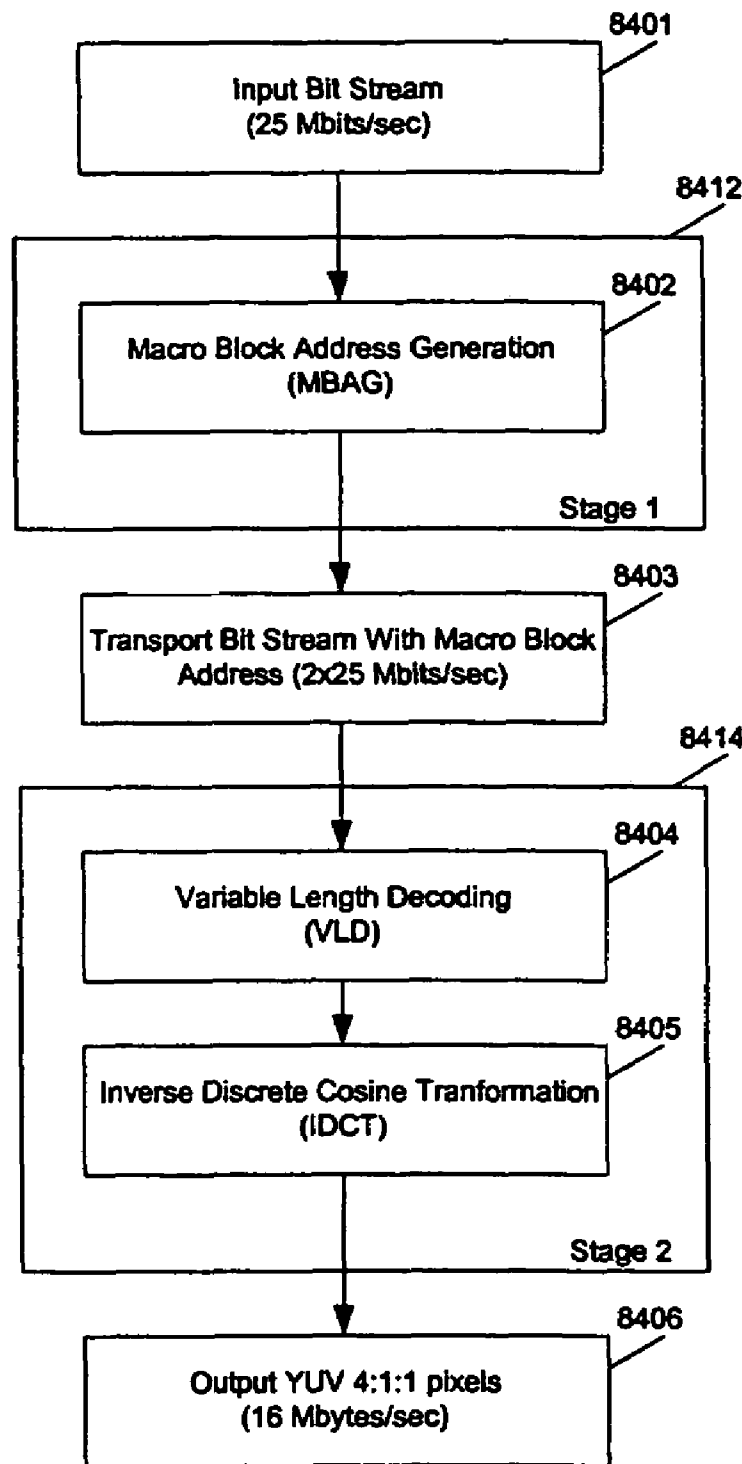 8401
Input Bit Stream
(25 Mbits/sec)
8412
8402
Macro Block Address Generation
(MBAG)
Stage 1
8403
Transport Bit Stream With Macro Block
Address (2x25 Mbits/sec)
8414
8404
Variable Length Decoding
(VLD)
8405
Inverse Discrete Cosine Tranformation
(IDCT)
Stage 2
8406
Output YUV 4:1:1 pixels
(16 Mbytes/sec)